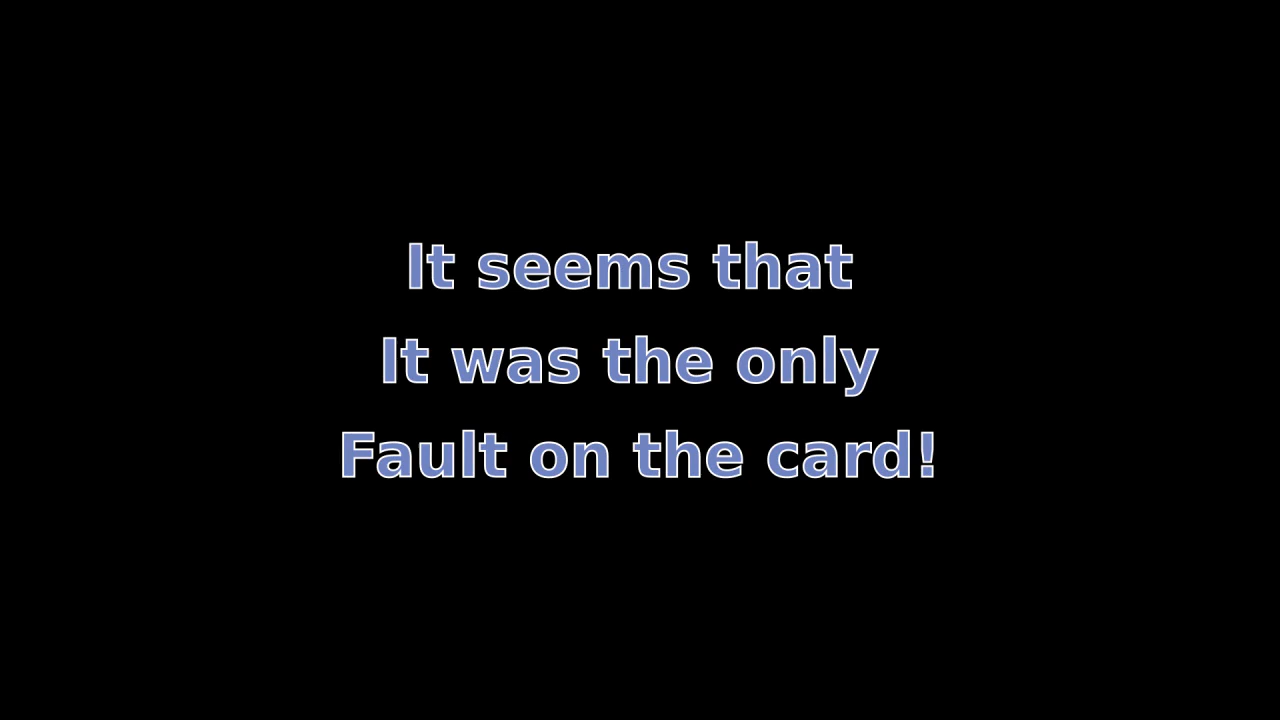 It seems that
It was the only
Fault on the card!